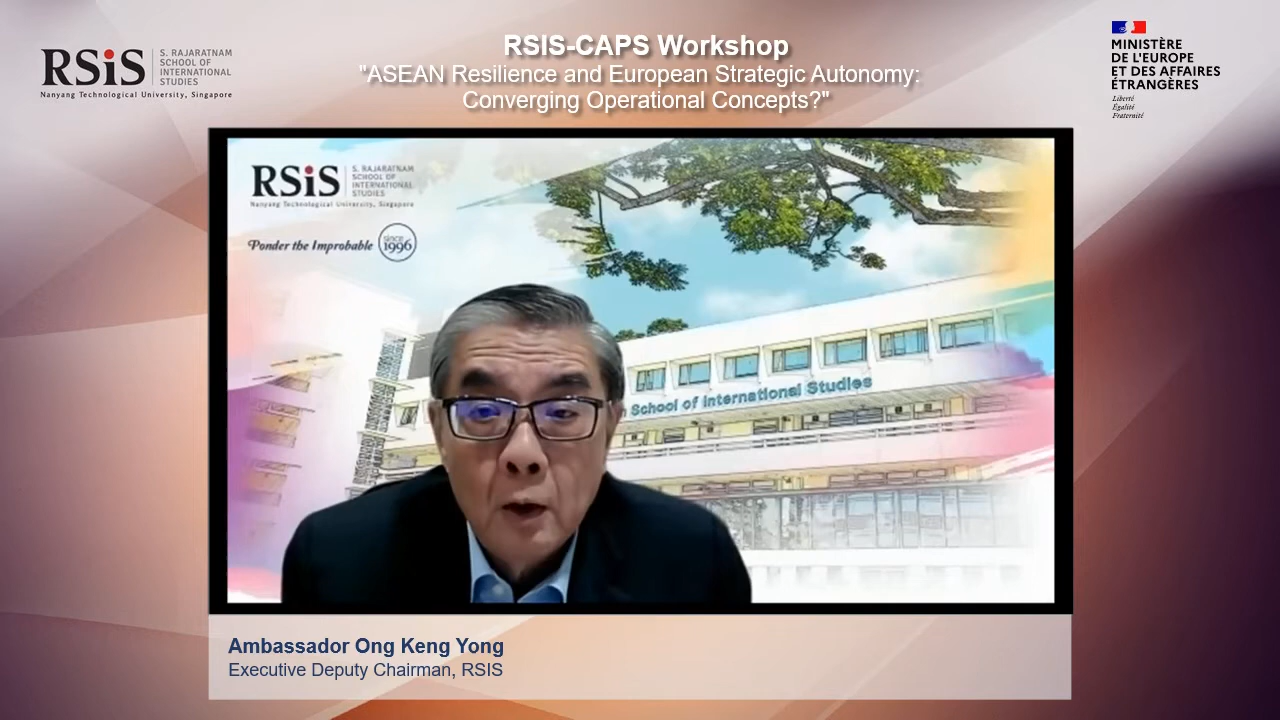 RSiS
S. RAJARATNAM
SCHOOL OF
INTERNATIONAL
STUDIES
Nanyang Technological University, Singapore
RSIS-CAPS Workshop
"ASEAN Resilience and European Strategic Autonomy:
Converging Operational Concepts?"
MINISTÈRE
DE L'EUROPE
ET DES AFFAIRES
ÉTRANGÈRES
Liberté
Égalité
Fraternité
RSiS
S. RAJARATNAM
SCHOOL OF
INTERNATIONAL
STUDIES
Nanyang Technological University, Singapore
Ponder the Improbable
since
1996
School of International Studies
Ambassador Ong Keng Yong
Executive Deputy Chairman, RSIS